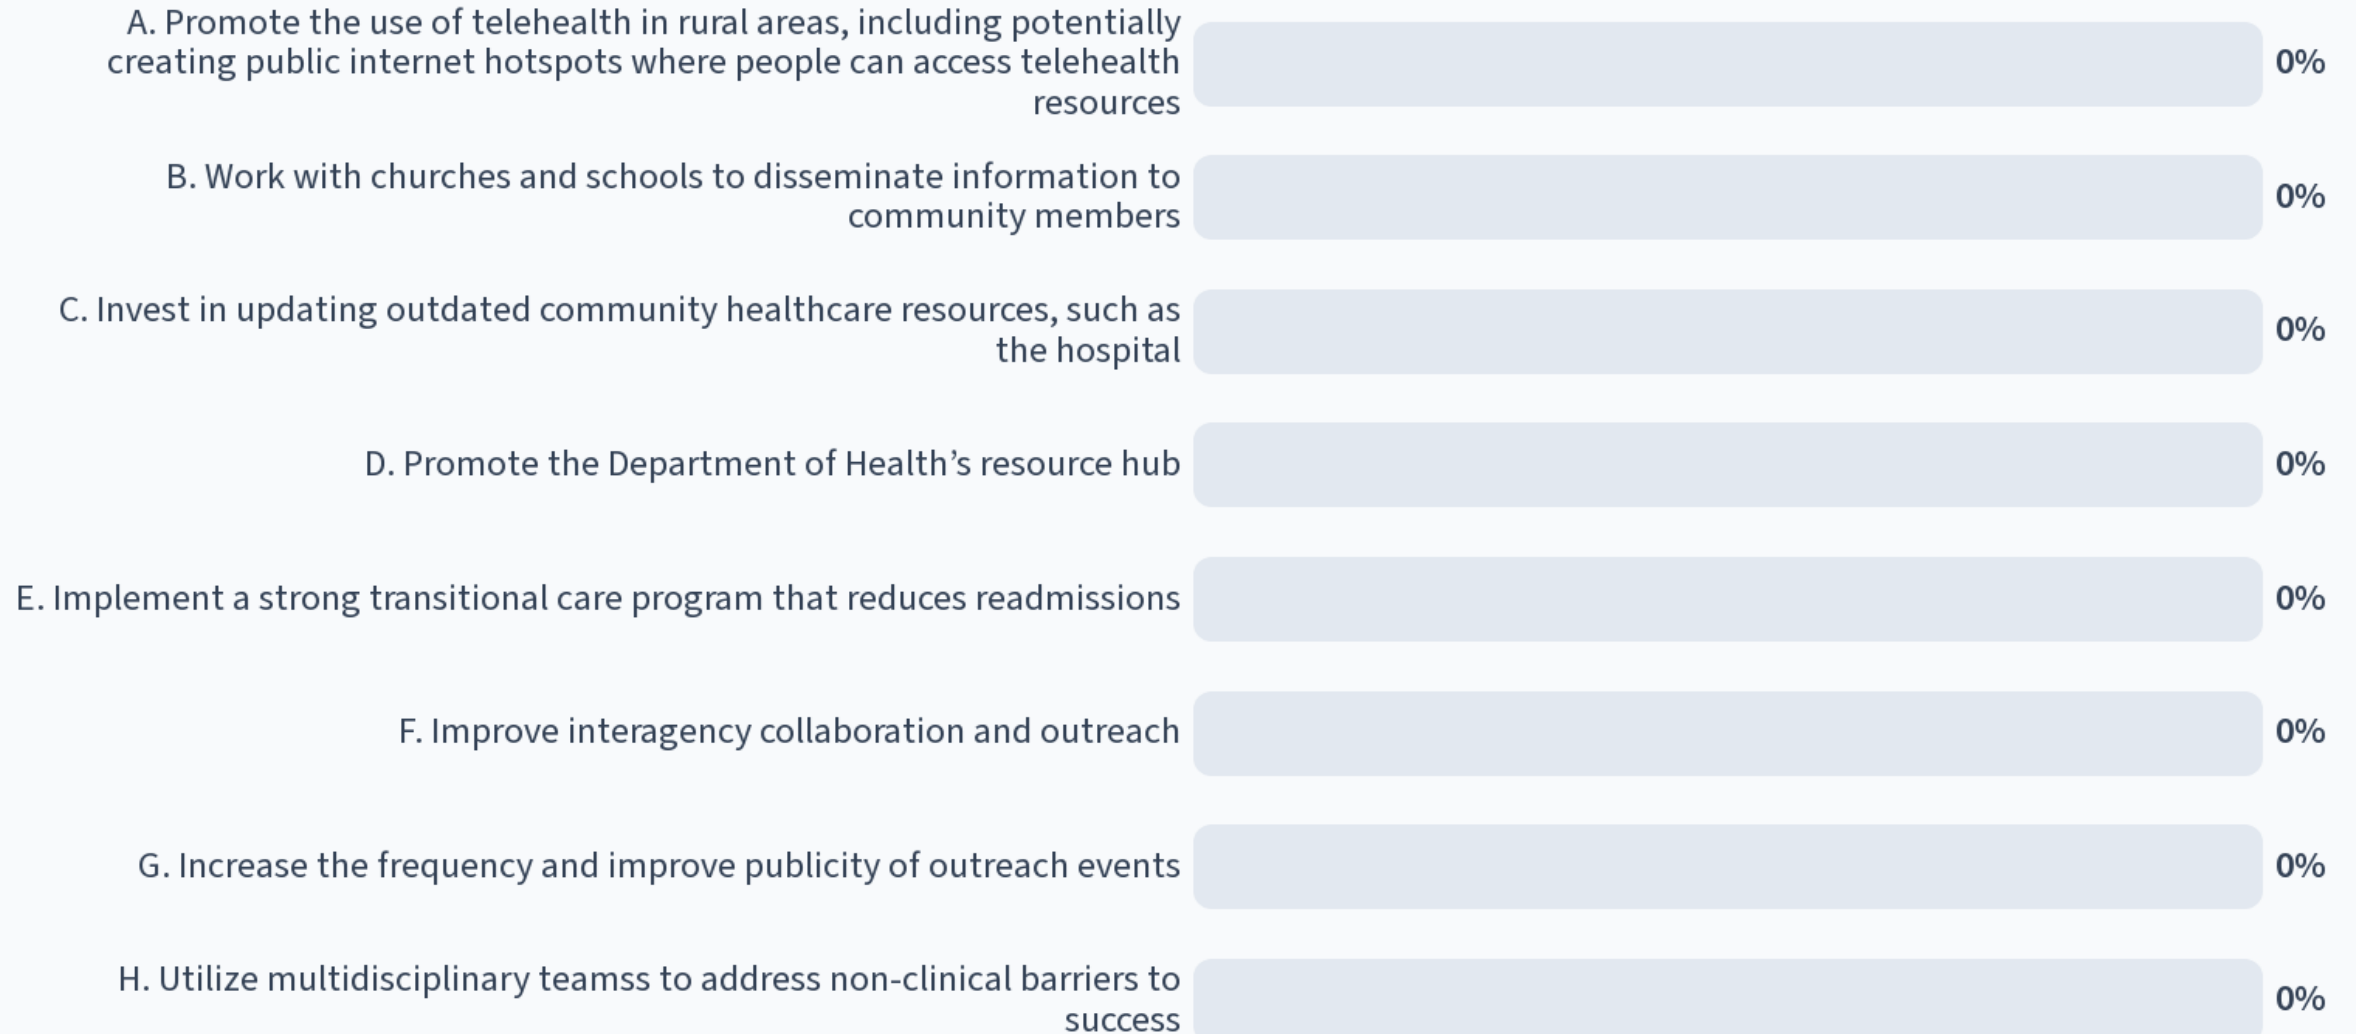 A. Promote the use of telehealth in rural areas, including potentially
creating public internet hotspots where people can access telehealth
resources
0%
B. Work with churches and schools to disseminate information to
community members
0%
C. Invest in updating outdated community healthcare resources, such as
the hospital
0%
D. Promote the Department of Health’s resource hub
0%
E. Implement a strong transitional care program that reduces readmissions
0%
F. Improve interagency collaboration and outreach
0%
G. Increase the frequency and improve publicity of outreach events
0%
H. Utilize multidisciplinary teamss to address non-clinical barriers to
success
0%